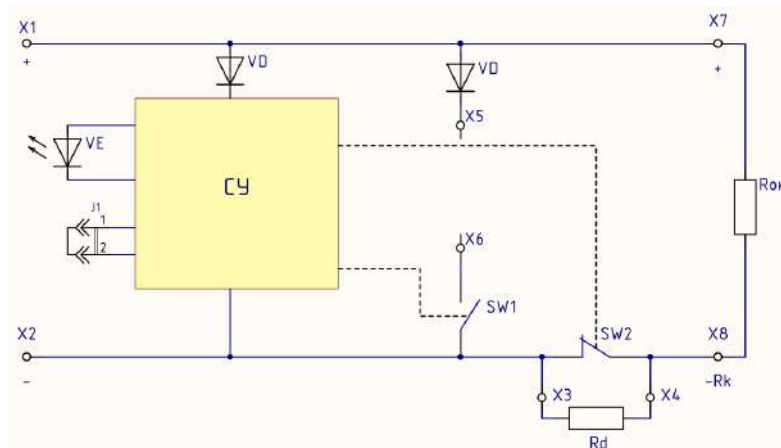 X1
X7
+
VD
VD
+
X5
VE
СУ
J1
1
2
Rok
X6
SW1
X2
SW2
X8
-
X3
X4
-Rk
Rd